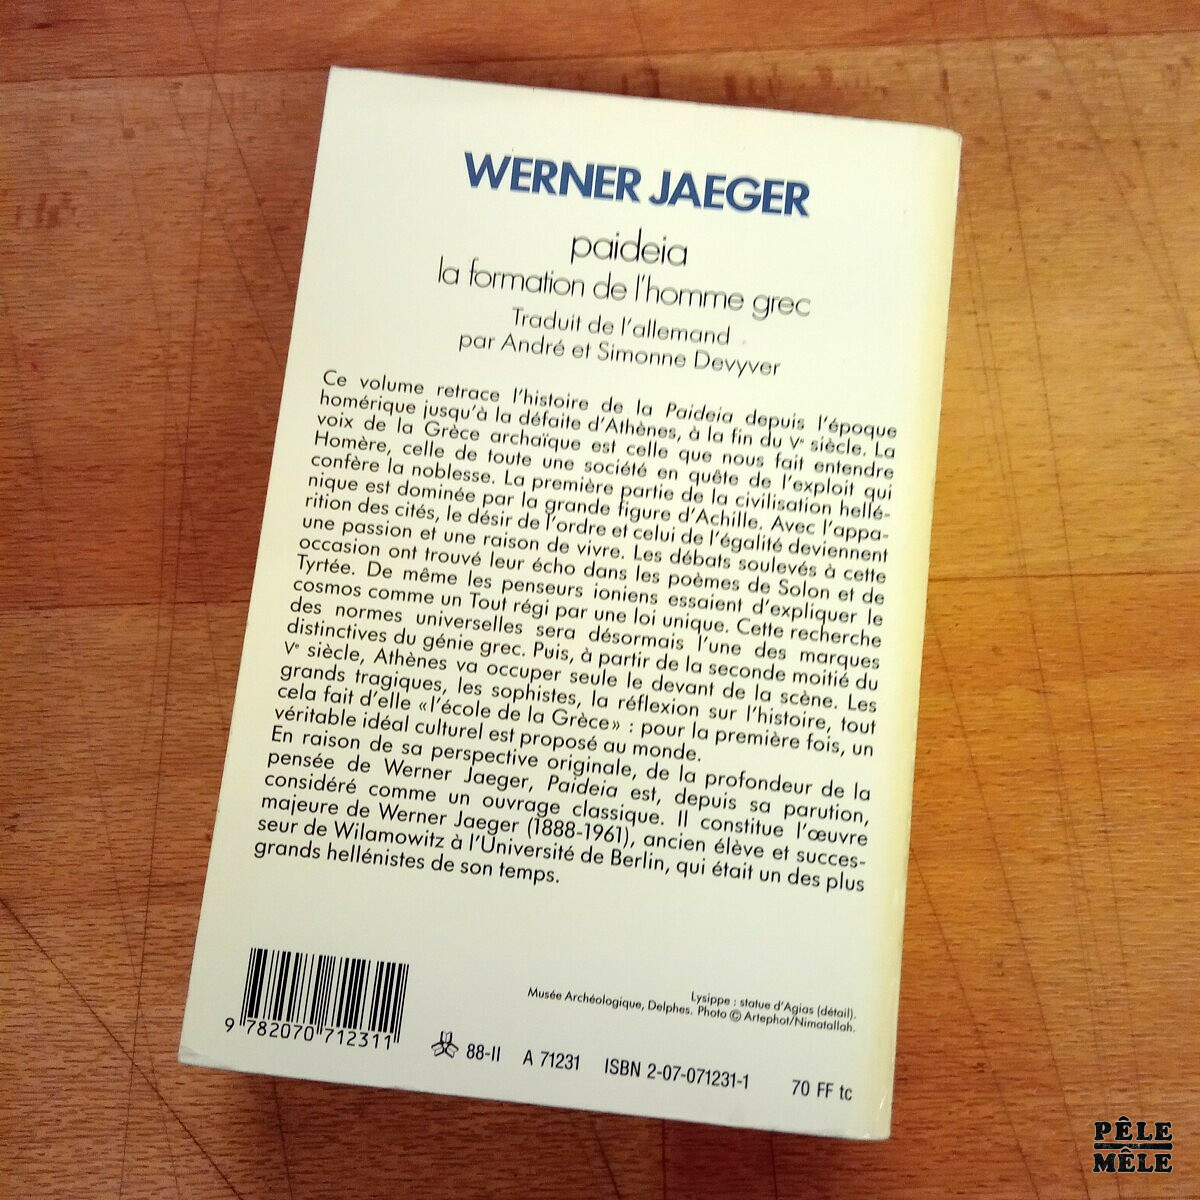 WERNER JAEGER
paideia
la formation de l'homme grec
Traduit de l'allemand
par André et Simonne Devyver
Ce volume retrace l'histoire de la Paideia depuis l'époque
homérique jusqu'à la défaite d'Athènes, à la fin du Vᵉ siècle. La
voix de la Grèce archaïque est celle que nous fait entendre
Homère, celle de toute une société en quête de l'exploit qui
confère la noblesse. La première partie de la civilisation hellé-
nique est dominée par la grande figure d'Achille. Avec l'appa-
rition des cités, le désir de l'ordre et celui de l'égalité deviennent
une passion et une raison de vivre. Les débats soulevés à cette
occasion ont trouvé leur écho dans les poèmes de Solon et de
Tyrtée. De même les penseurs ioniens essaient d'expliquer le
cosmos comme un Tout régi par une loi unique. Cette recherche
des normes universelles sera désormais l'une des marques
distinctives du génie grec. Puis, à partir de la seconde moitié du
Vᵉ siècle, Athènes va occuper seule le devant de la scène. Les
grands tragiques, les sophistes, la réflexion sur l'histoire, tout
cela fait d'elle «l'école de la Grèce» : pour la première fois, un
véritable idéal culturel est proposé au monde.
En raison de sa perspective originale, de la profondeur de la
pensée de Werner Jaeger, Paideia est, depuis sa parution,
considéré comme un ouvrage classique. Il constitue l'œuvre
majeure de Werner Jaeger (1888-1961), ancien élève et succes-
seur de Wilamowitz à l'Université de Berlin, qui était un des plus
grands hellénistes de son temps.
Lysippe : statue d'Agias (détail).
Musée Archéologique, Delphes. Photo © Artephot/Nimatallah.
9 782070 712311
88-II A 71231 ISBN 2-07-071231-1 70 FF tc
PÊLE
MÊLE